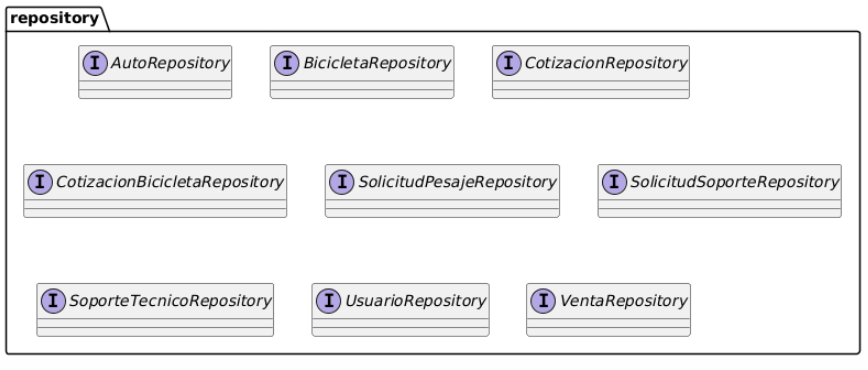 repository
I AutoRepository
I BicicletaRepository
I CotizacionRepository
I CotizacionBicicletaRepository
I SolicitudPesajeRepository
I SolicitudSoporteRepository
I SoporteTecnicoRepository
I UsuarioRepository
I VentaRepository